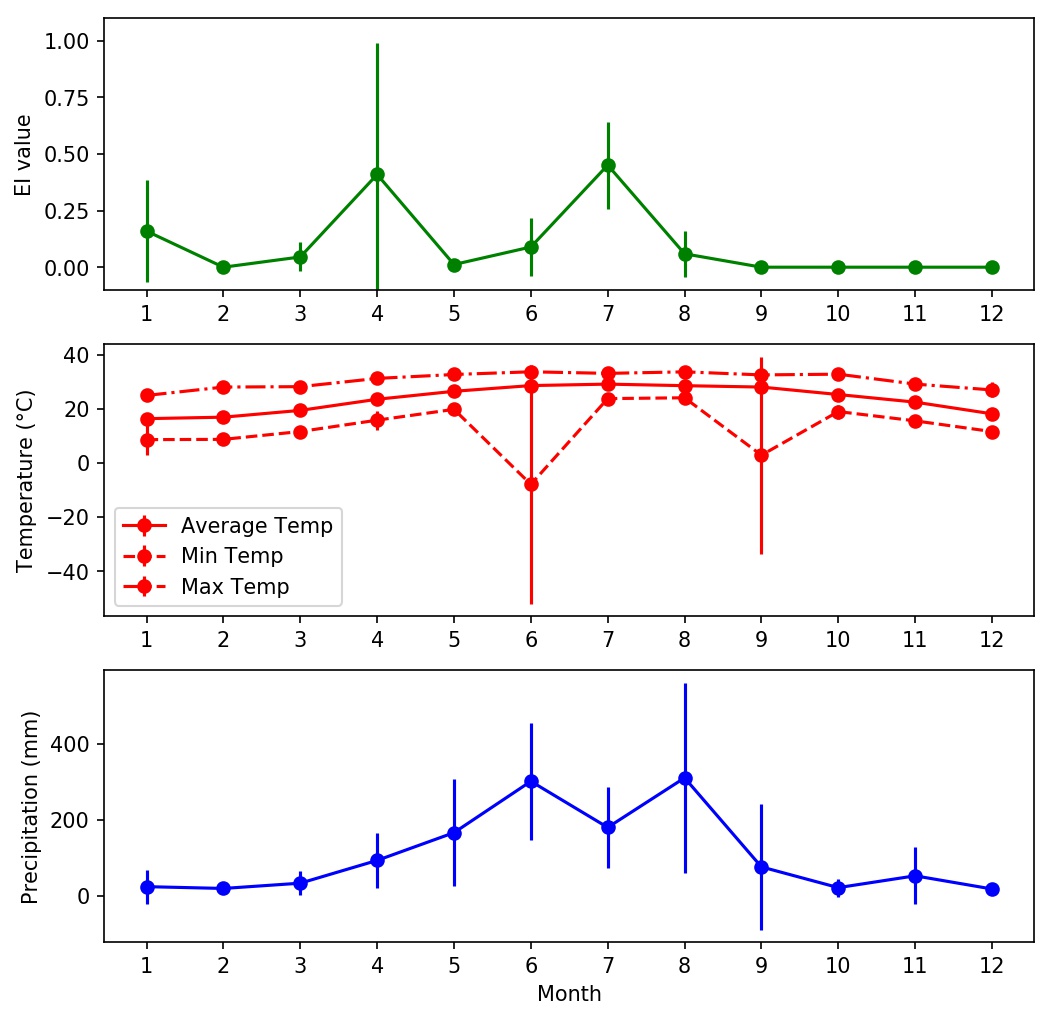 EI value
1.00
0.75
0.50
0.25
0.00
1 2 3 4 5 6 7 8 9 10 11 12
Temperature (°C)
40
20
0
−20
−40
Average Temp
Min Temp
Max Temp
1 2 3 4 5 6 7 8 9 10 11 12
Precipitation (mm)
400
200
0
1 2 3 4 5 6 7 8 9 10 11 12
Month